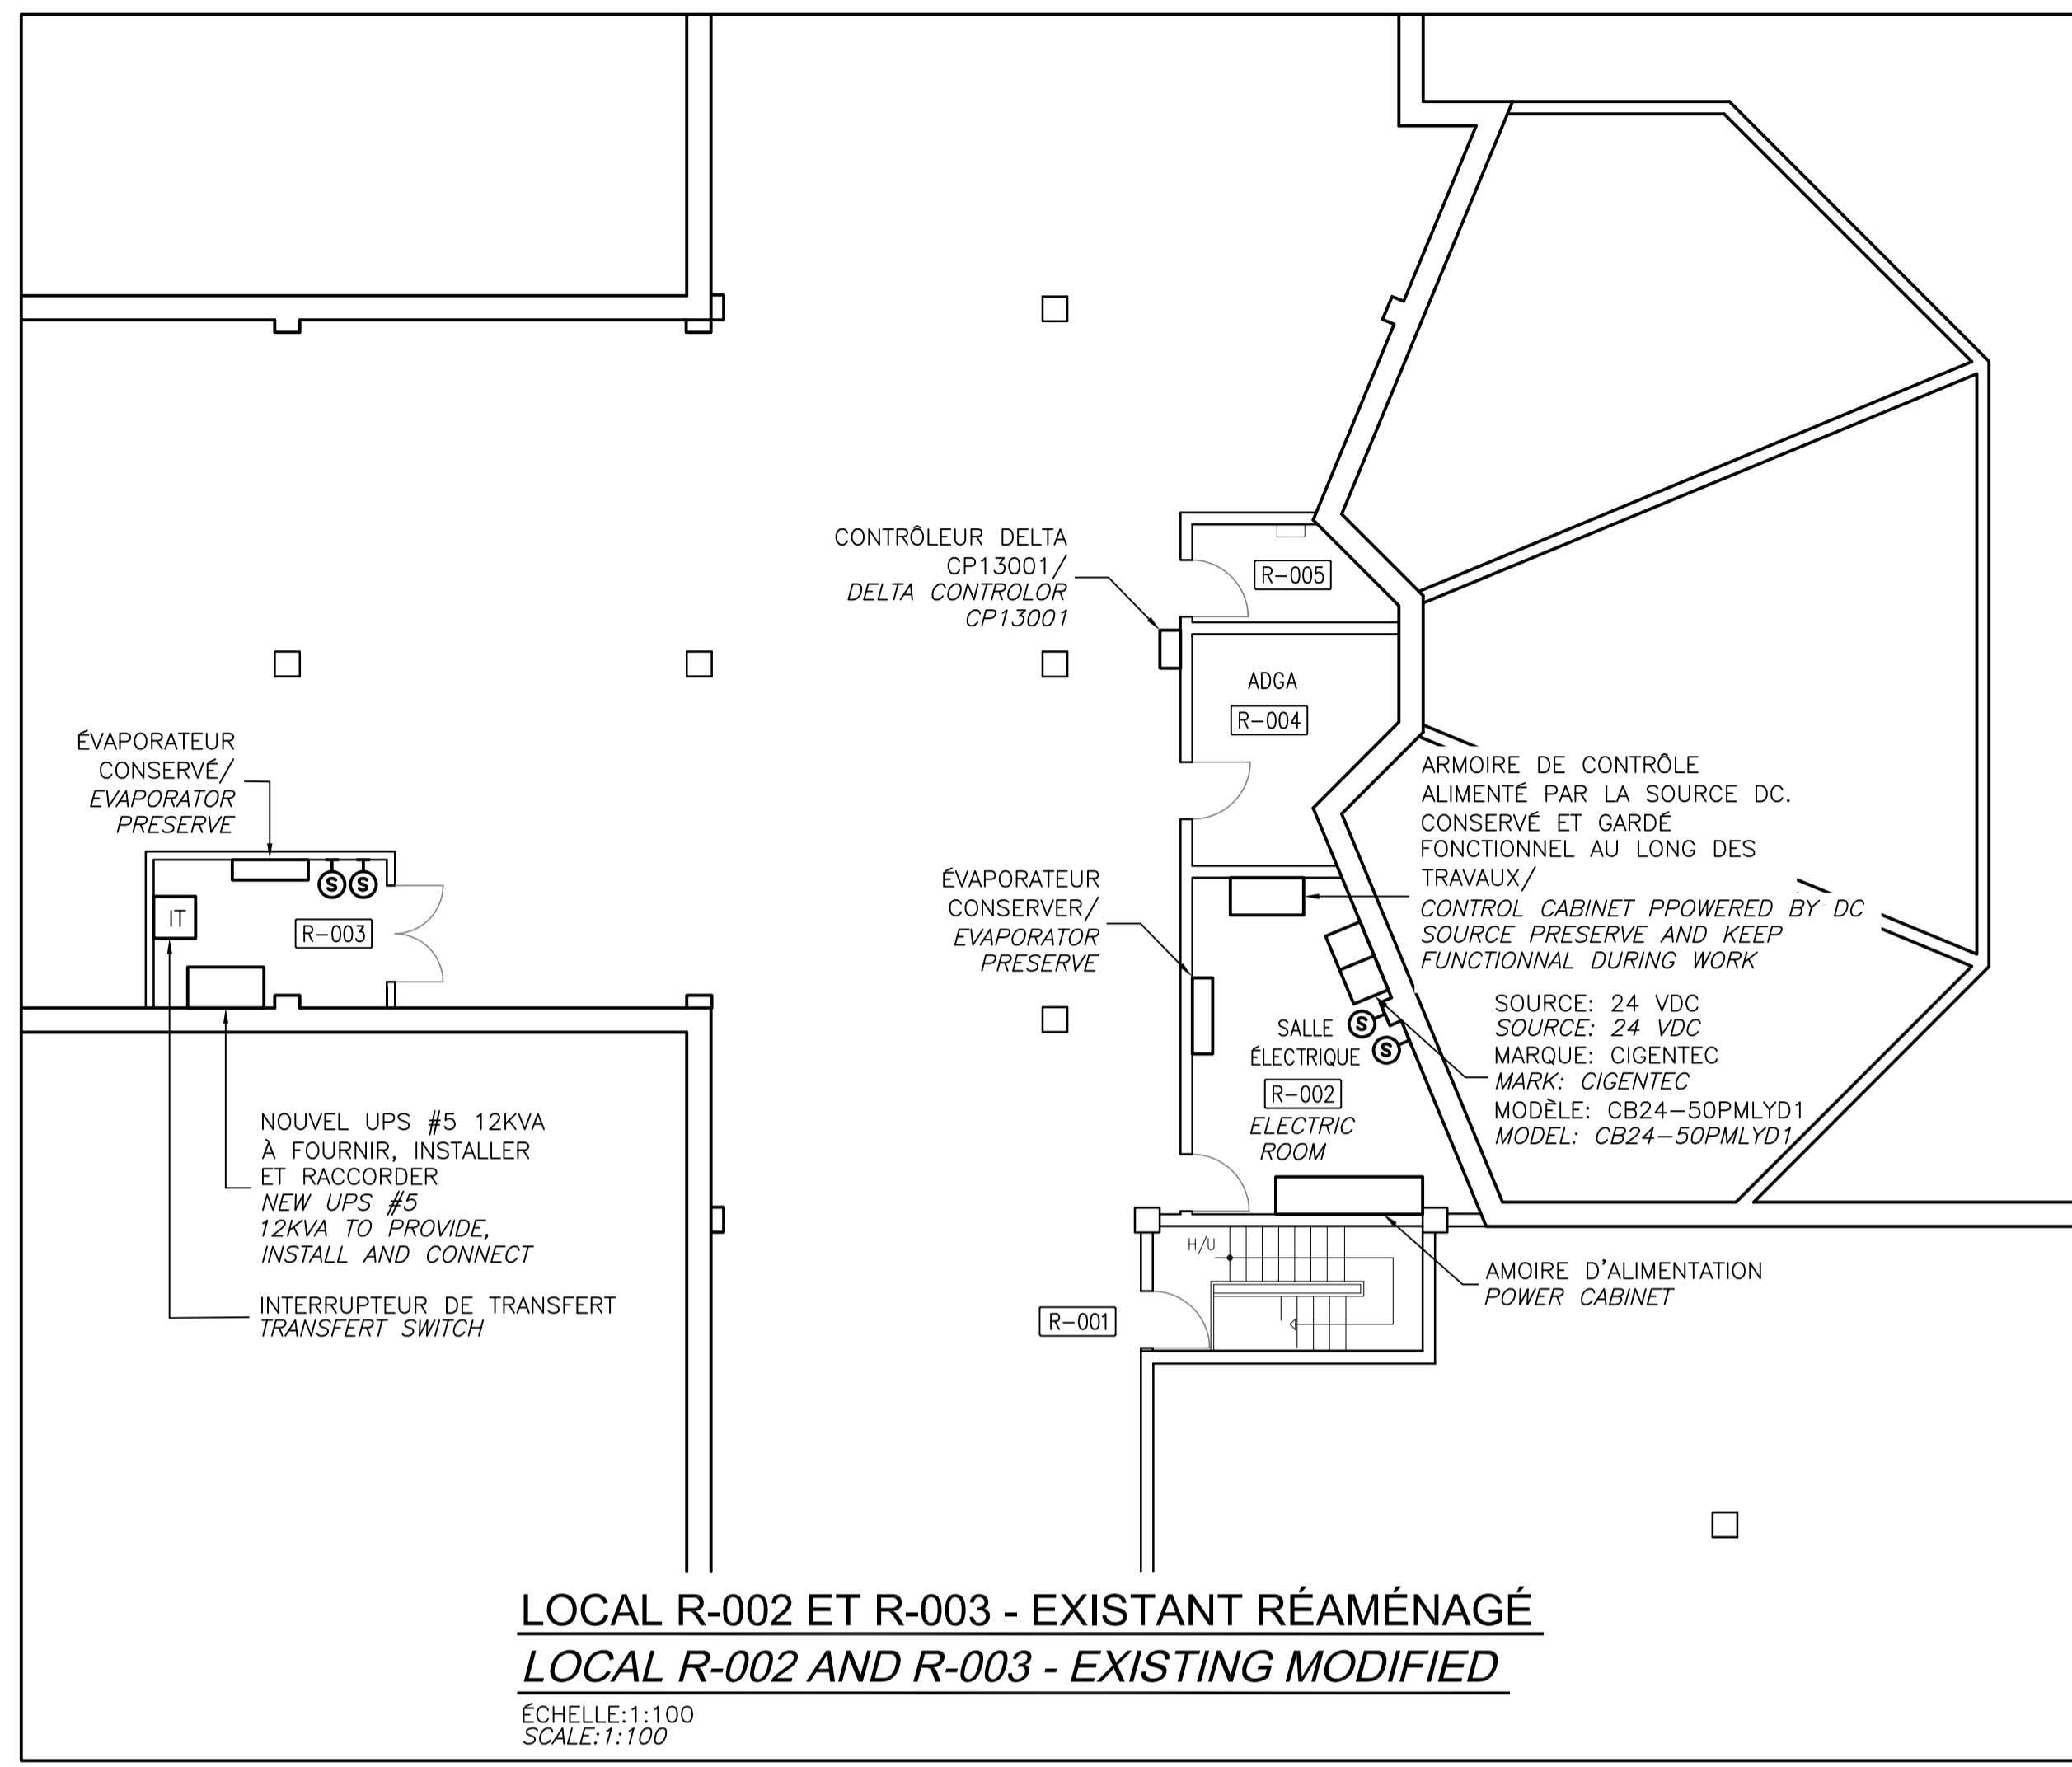 CONTRÔLEUR DELTA
CP13001/
DELTA CONTROLOR
CP13001
R-005
ADGA
R-004
ÉVAPORATEUR
CONSERVÉ/
EVAPORATOR
PRESERVE
IT
S S
R-003
ÉVAPORATEUR
CONSERVER/
EVAPORATOR
PRESERVE
ARMOIRE DE CONTRÔLE
ALIMENTÉ PAR LA SOURCE DC.
CONSERVÉ ET GARDÉ
FONCTIONNEL AU LONG DES
TRAVAUX/
CONTROL CABINET PPOWERED BY DC
SOURCE PRESERVE AND KEEP
FUNCTIONNAL DURING WORK
SOURCE: 24 VDC
SOURCE: 24 VDC
MARQUE: CIGENTEC
MARK: CIGENTEC
MODÈLE: CB24-50PMLYD1
MODEL: CB24-50PMLYD1
S
S
SALLE
ÉLECTRIQUE
R-002
ELECTRIC
ROOM
NOUVEL UPS #5 12KVA
À FOURNIR, INSTALLER
ET RACCORDER
NEW UPS #5
12KVA TO PROVIDE,
INSTALL AND CONNECT
INTERRUPTEUR DE TRANSFERT
TRANSFERT SWITCH
H/U
R-001
AMOIRE D'ALIMENTATION
POWER CABINET
LOCAL R-002 ET R-003 - EXISTANT RÉAMÉNAGÉ
LOCAL R-002 AND R-003 - EXISTING MODIFIED
ÉCHELLE:1:100
SCALE:1:100